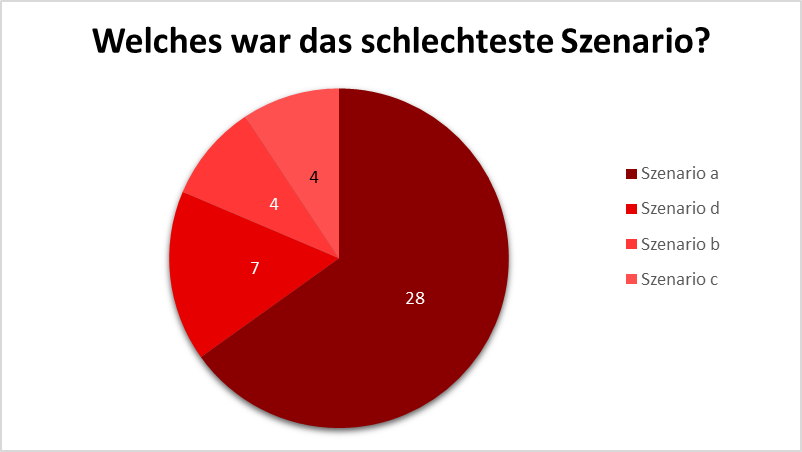 Welches war das schlechteste Szenario?
4
4
7
28
Szenario a
Szenario d
Szenario b
Szenario c